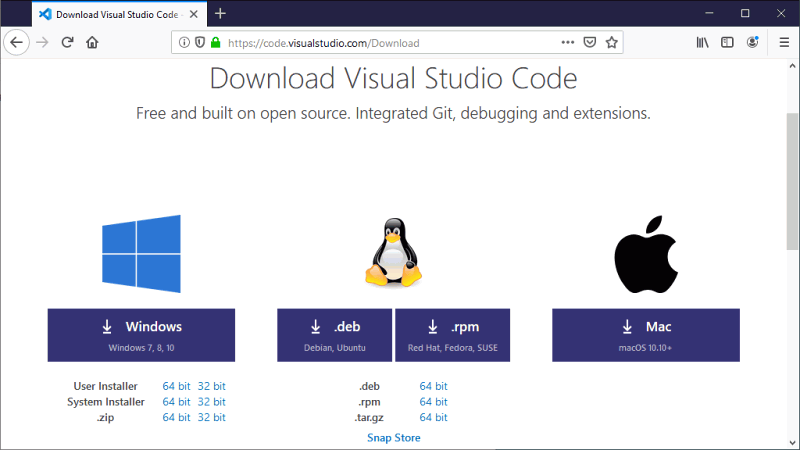 Download Visual Studio Code -
https://code.visualstudio.com/Download
Download Visual Studio Code
Free and built on open source. Integrated Git, debugging and extensions.
Windows
Windows 7, 8, 10
.deb
Debian, Ubuntu
.rpm
Red Hat, Fedora, SUSE
Mac
macOS 10.10+
User Installer 64 bit 32 bit
System Installer 64 bit 32 bit
.zip 64 bit 32 bit
.deb 64 bit
.rpm 64 bit
.tar.gz 64 bit
Snap Store